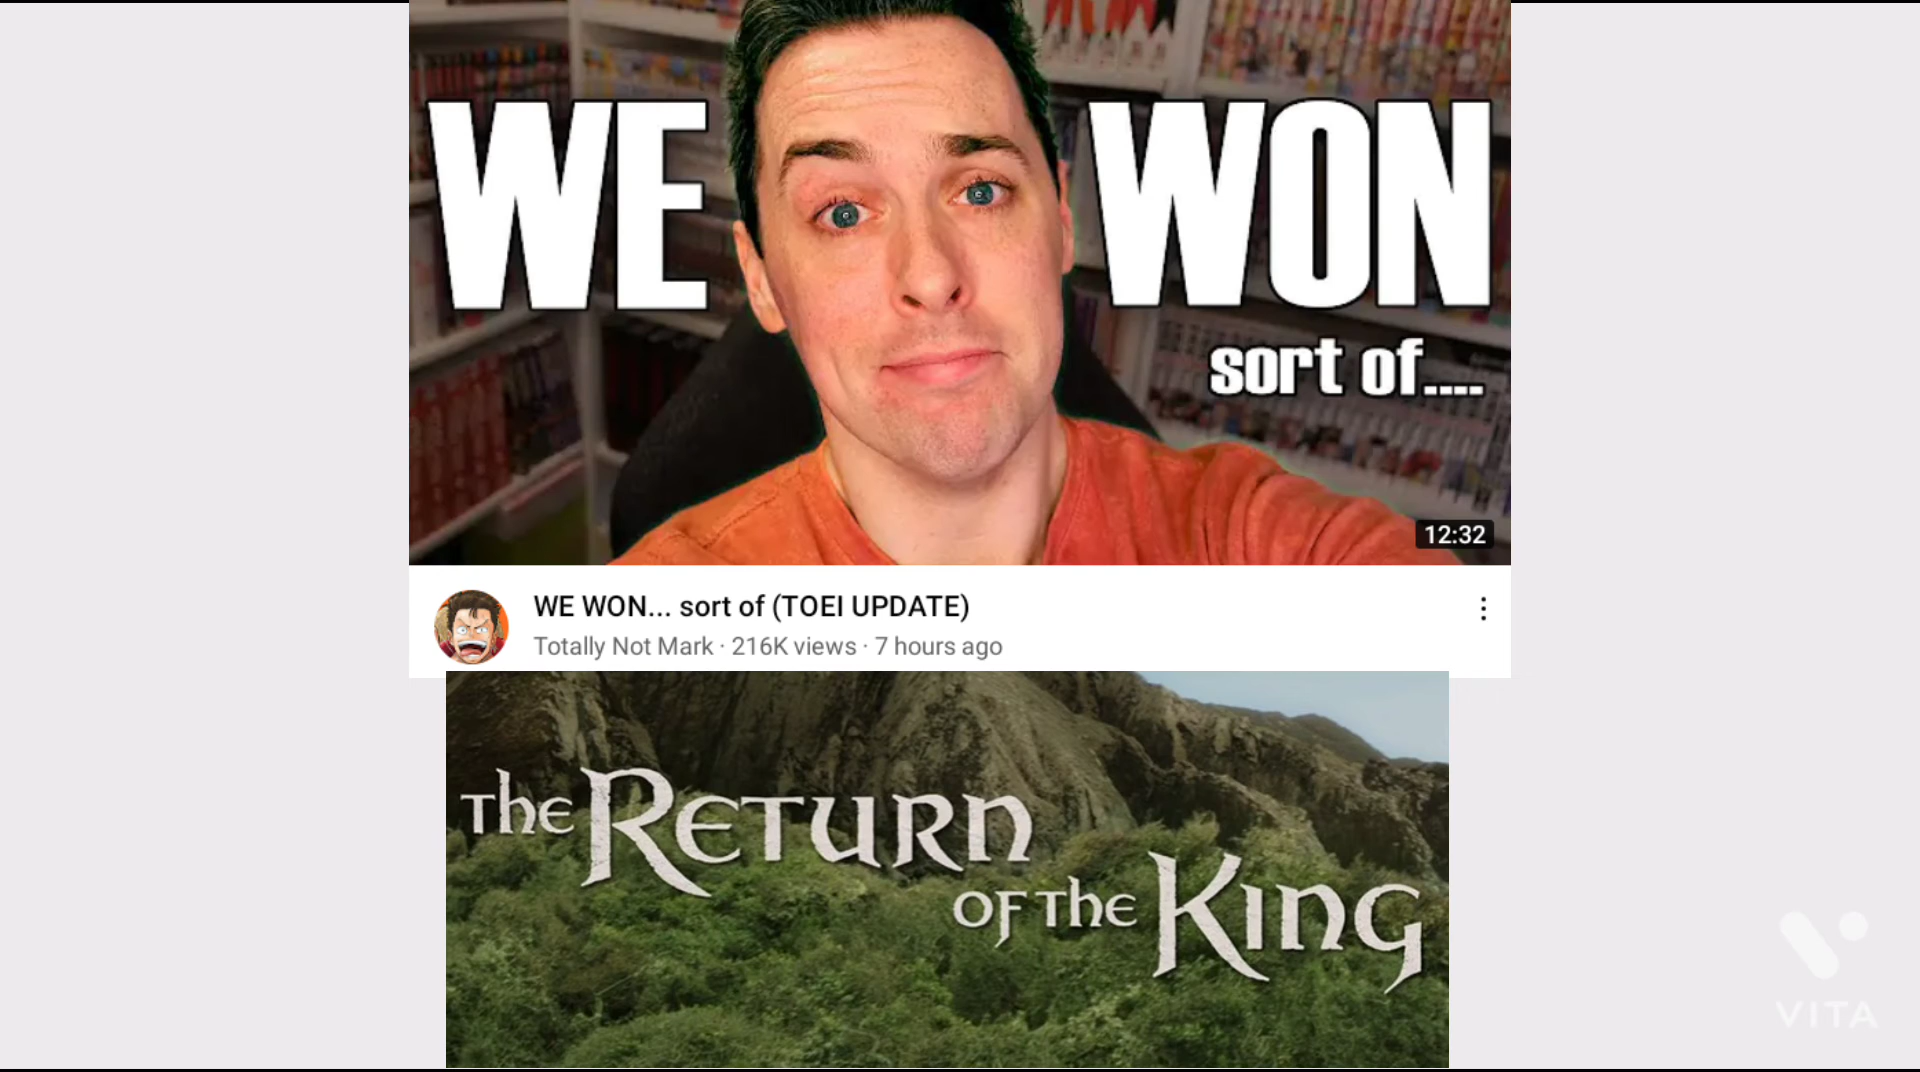 WE WON
sort of....
12:32
WE WON... sort of (TOEI UPDATE)
Totally Not Mark · 216K views · 7 hours ago
The Return
of the King
VITA